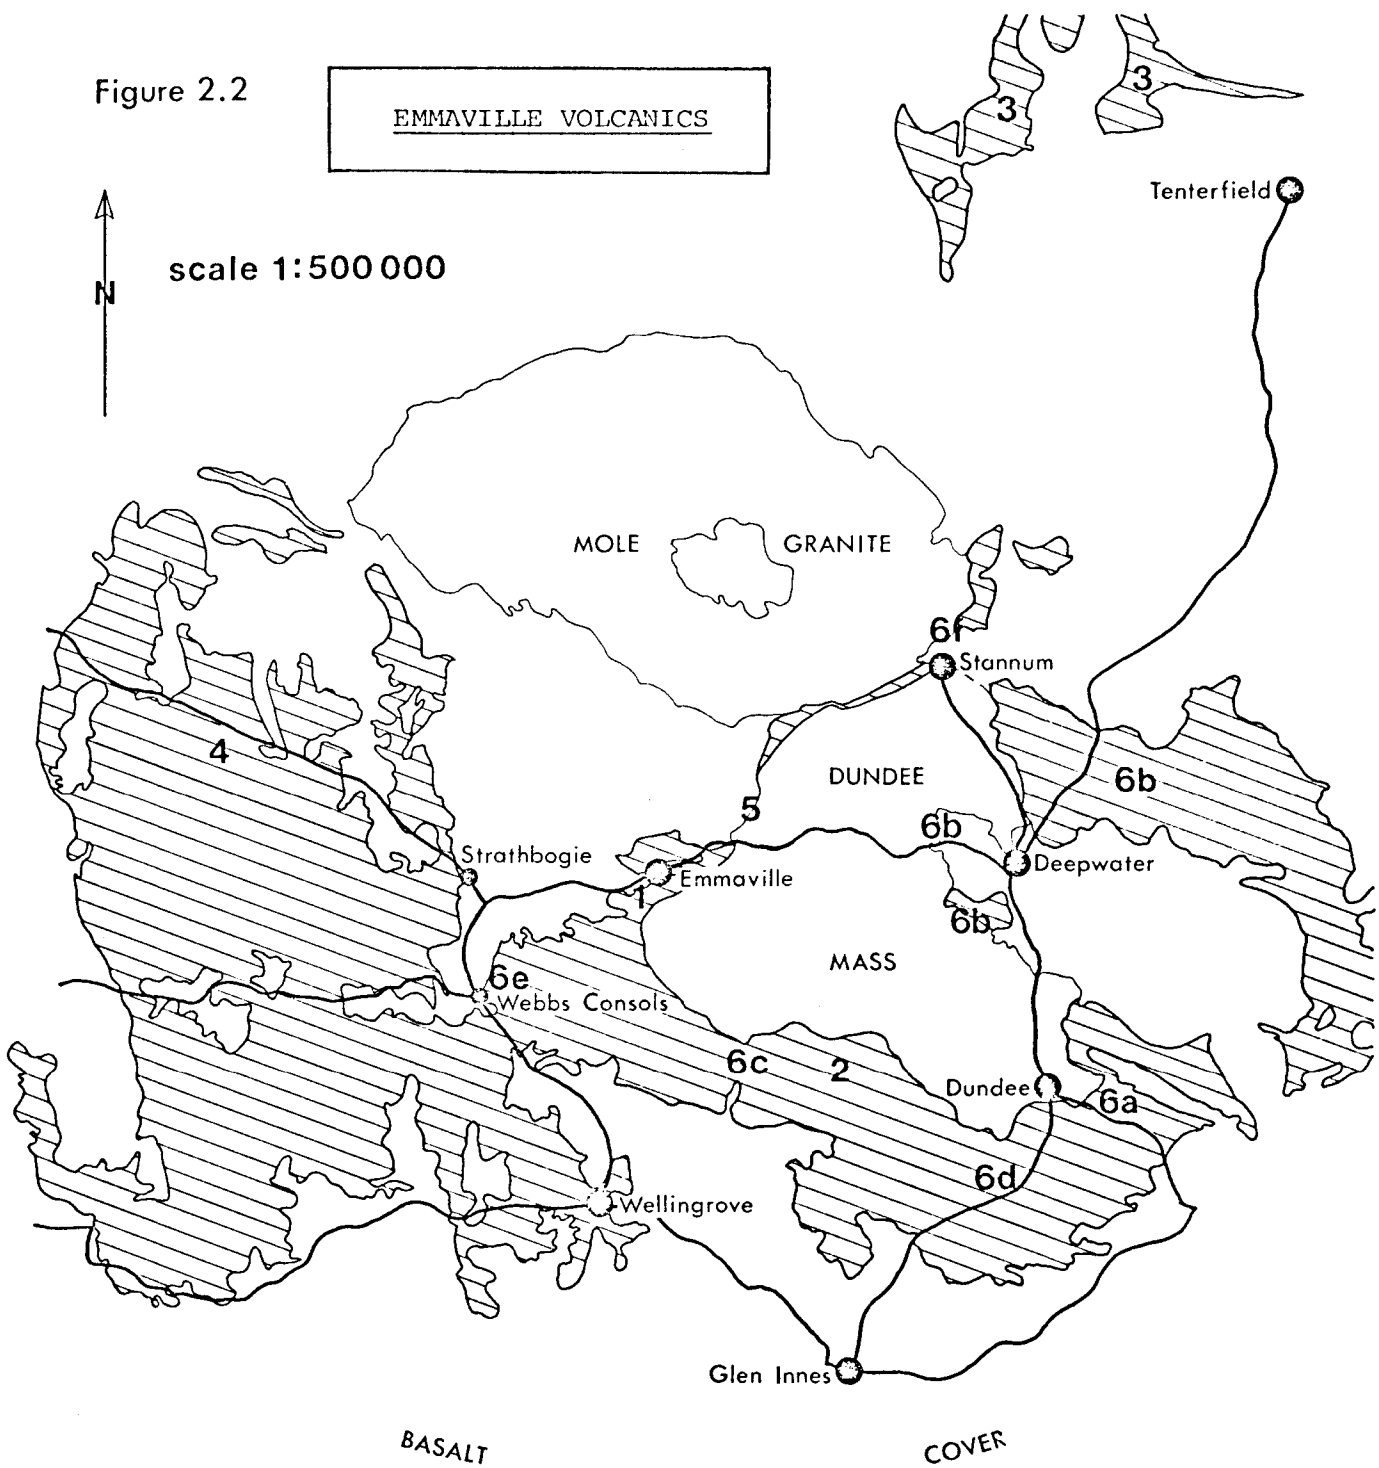 Figure 2.2
EMMAVILLE VOLCANICS
3
3
Tenterfield
N
scale 1:500 000
MOLE
GRANITE
6f
Stannum
4
DUNDEE
6b
5
6b
Strathbogie
Emmaville
Deepwater
1
6b
MASS
6e
Webbs Consols
6c
2
Dundee
6a
6d
Wellingrove
Glen Innes
BASALT
COVER